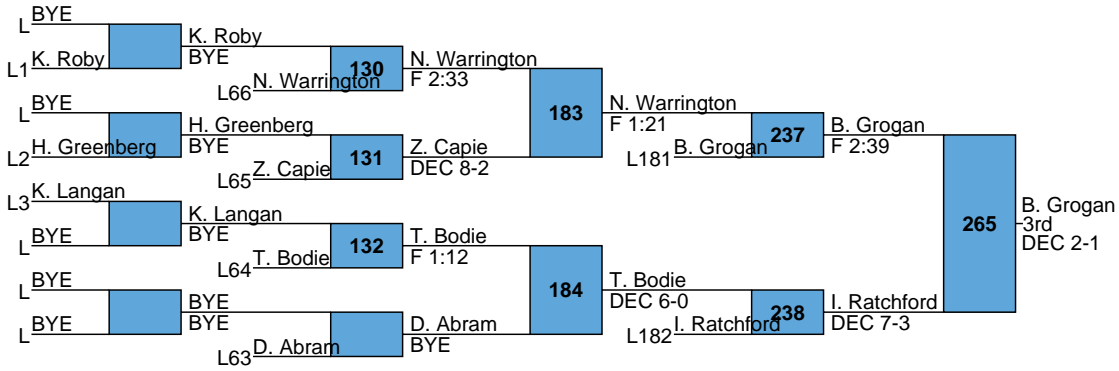 L BYE
L1 K. Roby
K. Roby
BYE
L66 N. Warrington
130
N. Warrington
F 2:33
L BYE
L2 H. Greenberg
H. Greenberg
BYE
L65 Z. Capie
131
Z. Capie
DEC 8-2
183
N. Warrington
F 1:21
L181 B. Grogan
237
B. Grogan
F 2:39
L3 K. Langan
L BYE
K. Langan
BYE
L64 T. Bodie
132
T. Bodie
F 1:12
L BYE
L BYE
BYE
BYE
L63 D. Abram
D. Abram
BYE
184
T. Bodie
DEC 6-0
L182 I. Ratchford
238
I. Ratchford
DEC 7-3
265
B. Grogan
3rd
DEC 2-1